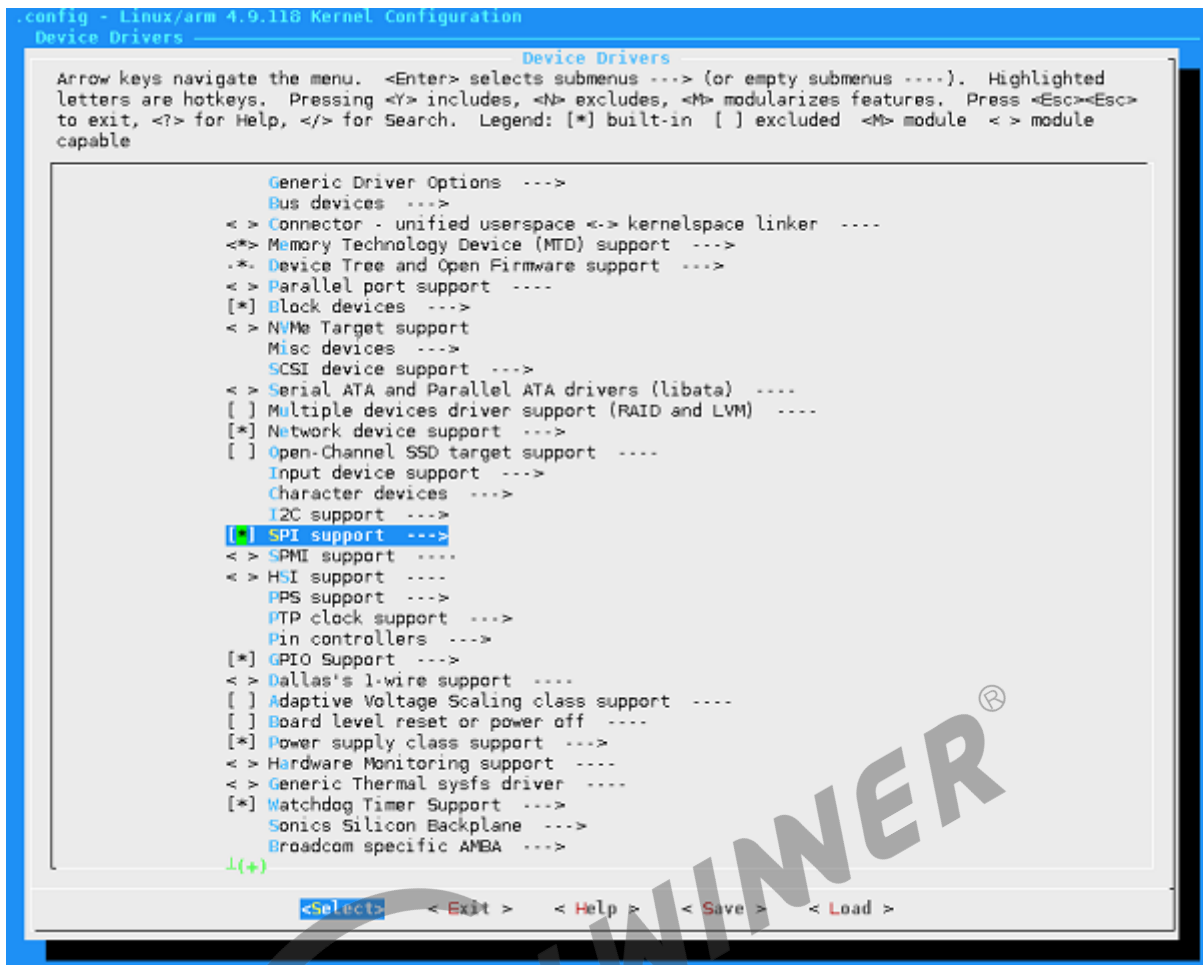 .config - Linux/arm 4.9.118 Kernel Configuration
Device Drivers
Device Drivers
Arrow keys navigate the menu.  <Enter> selects submenus ---> (or empty submenus ----).  Highlighted
letters are hotkeys.  Pressing <Y> includes, <N> excludes, <M> modularizes features.  Press <Esc><Esc>
to exit, <?> for Help, </> for Search.  Legend: [*] built-in  [ ] excluded  <M> module  < > module
capable
Generic Driver Options  --->
Bus devices  --->
< > Connector - unified userspace <-> kernelspace linker  ----
<*> Memory Technology Device (MTD) support  --->
-*- Device Tree and Open Firmware support  --->
< > Parallel port support  ----
[*] Block devices  --->
< > NVMe Target support
Misc devices  --->
SCSI device support  --->
< > Serial ATA and Parallel ATA drivers (libata)  ----
[ ] Multiple devices driver support (RAID and LVM)  ----
[*] Network device support  --->
[ ] Open-Channel SSD target support  ----
Input device support  --->
Character devices  --->
I2C support  --->
[*] SPI support  --->
< > SPMI support  ----
< > HSI support  ----
PPS support  --->
PTP clock support  --->
Pin controllers  --->
[*] GPIO Support  --->
< > Dallas's 1-wire support  ----
[ ] Adaptive Voltage Scaling class support  ----
[ ] Board level reset or power off  ----
[*] Power supply class support  --->
< > Hardware Monitoring support  ----
< > Generic Thermal sysfs driver  ----
[*] Watchdog Timer Support  --->
Sonics Silicon Backplane  --->
Broadcom specific AMBA  --->
┴(+)
<Select>    < Exit >    < Help >    < Save >    < Load >
WINNER®